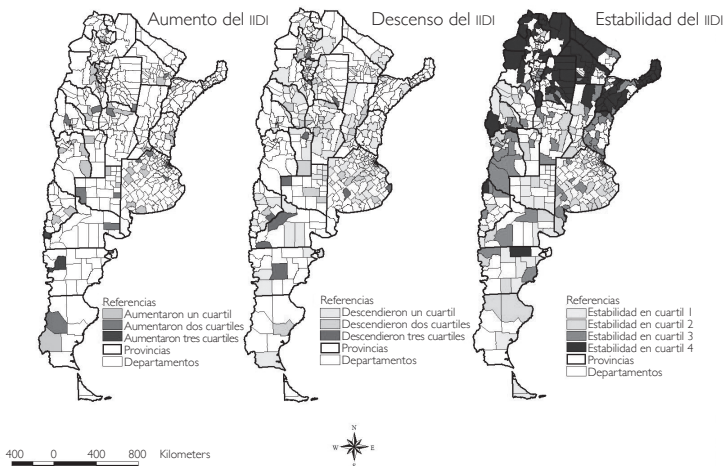 Aumento del IIDI
Referencias
Aumentaron un cuartil
Aumentaron dos cuartiles
Aumentaron tres cuartiles
Provincias
Departamentos
Descenso del IIDI
Referencias
Descendieron un cuartil
Descendieron dos cuartiles
Descendieron tres cuartiles
Provincias
Departamentos
Estabilidad del IIDI
Referencias
Estabilidad en cuartil 1
Estabilidad en cuartil 2
Estabilidad en cuartil 3
Estabilidad en cuartil 4
Provincias
Departamentos
N
W E
S
400 0 400 800 Kilometers